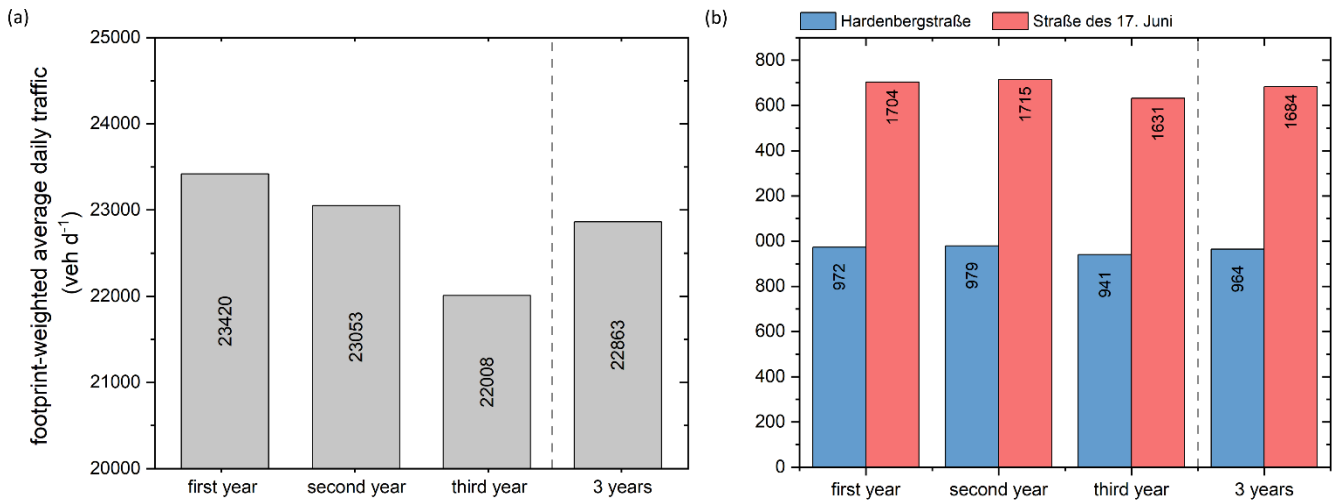 (a)
footprint-weighted average daily traffic
(veh d⁻¹)
25000
24000
23000
22000
21000
20000
23420
23053
22008
22863
first year
second year
third year
3 years
(b)
Hardenbergstraße
Straße des 17. Juni
800
600
400
200
000
800
600
400
200
0
972
1704
979
1715
941
1631
964
1684
first year
second year
third year
3 years